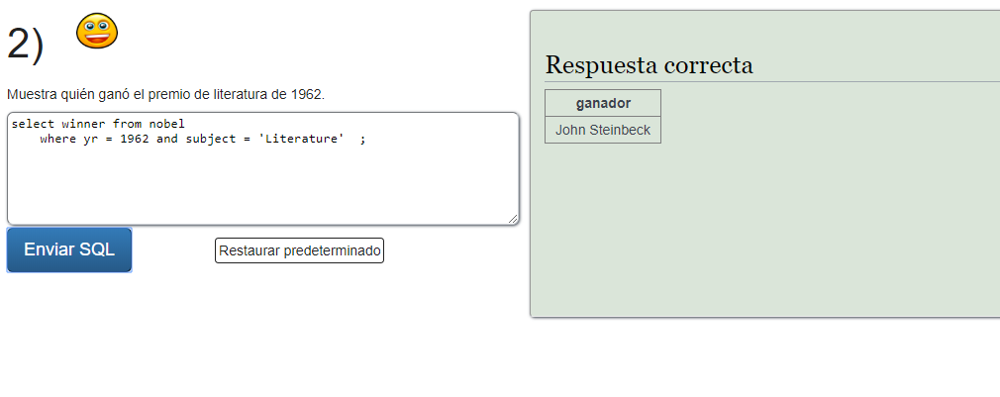 2)
Muestra quién ganó el premio de literatura de 1962.
select winner from nobel
    where yr = 1962 and subject = 'Literature'  ;
Enviar SQL
Restaurar predeterminado
Respuesta correcta
ganador
John Steinbeck